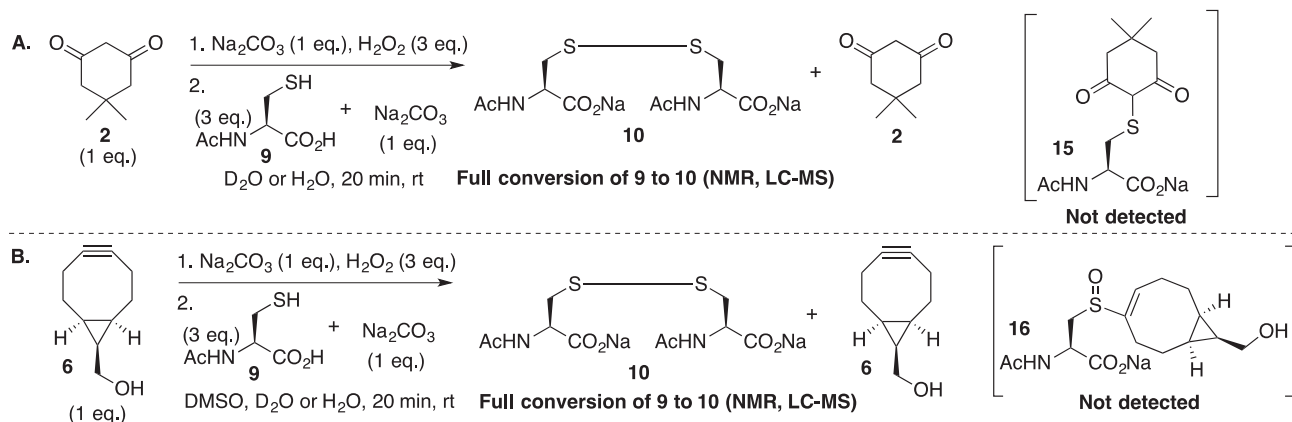 A.
O O
2
(1 eq.)
1. Na₂CO₃ (1 eq.), H₂O₂ (3 eq.)
2.
(3 eq.)
SH
AcHN CO₂H
9
+
Na₂CO₃
(1 eq.)
D₂O or H₂O, 20 min, rt
S S
AcHN CO₂Na AcHN CO₂Na
10
Full conversion of 9 to 10 (NMR, LC-MS)
+
O O
2
O O
S
15
AcHN CO₂Na
Not detected
B.
H H
6
OH
(1 eq.)
1. Na₂CO₃ (1 eq.), H₂O₂ (3 eq.)
2.
(3 eq.)
SH
AcHN CO₂H
9
+
Na₂CO₃
(1 eq.)
DMSO, D₂O or H₂O, 20 min, rt
S S
AcHN CO₂Na AcHN CO₂Na
10
Full conversion of 9 to 10 (NMR, LC-MS)
+
H H
6
OH
O
S
16
H
H
OH
AcHN CO₂Na
Not detected